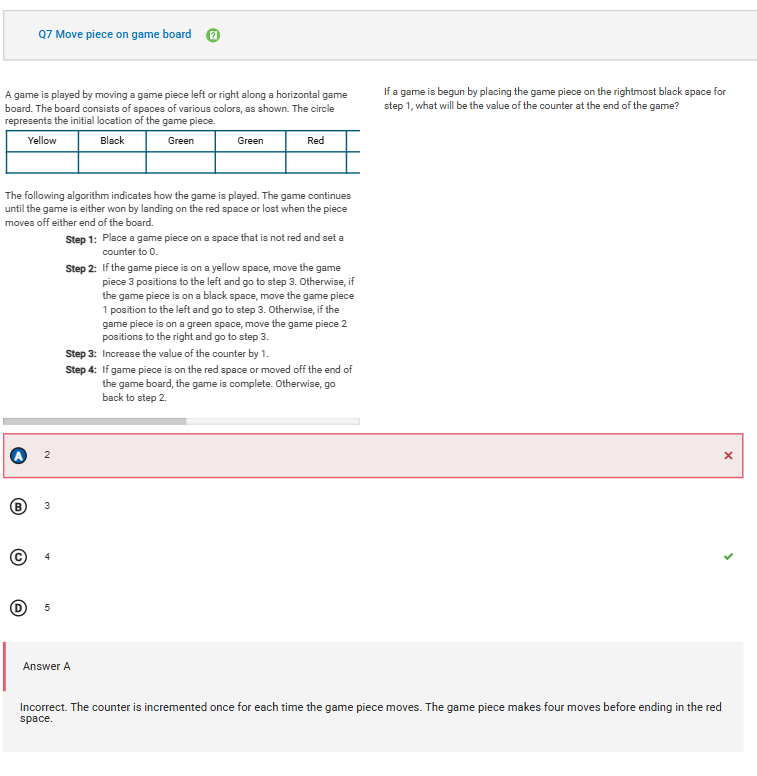 Q7 Move piece on game board
A game is played by moving a game piece left or right along a horizontal game
board. The board consists of spaces of various colors, as shown. The circle
represents the initial location of the game piece.
Yellow Black Green Green Red
The following algorithm indicates how the game is played. The game continues
until the game is either won by landing on the red space or lost when the piece
moves off either end of the board.
Step 1: Place a game piece on a space that is not red and set a
counter to 0.
Step 2: If the game piece is on a yellow space, move the game
piece 3 positions to the left and go to step 3. Otherwise, if
the game piece is on a black space, move the game piece
1 position to the left and go to step 3. Otherwise, if the
game piece is on a green space, move the game piece 2
positions to the right and go to step 3.
Step 3: Increase the value of the counter by 1.
Step 4: If game piece is on the red space or moved off the end of
the game board, the game is complete. Otherwise, go
back to step 2.
If a game is begun by placing the game piece on the rightmost black space for
step 1, what will be the value of the counter at the end of the game?
A 2
B 3
C 4
D 5
Answer A
Incorrect. The counter is incremented once for each time the game piece moves. The game piece makes four moves before ending in the red
space.